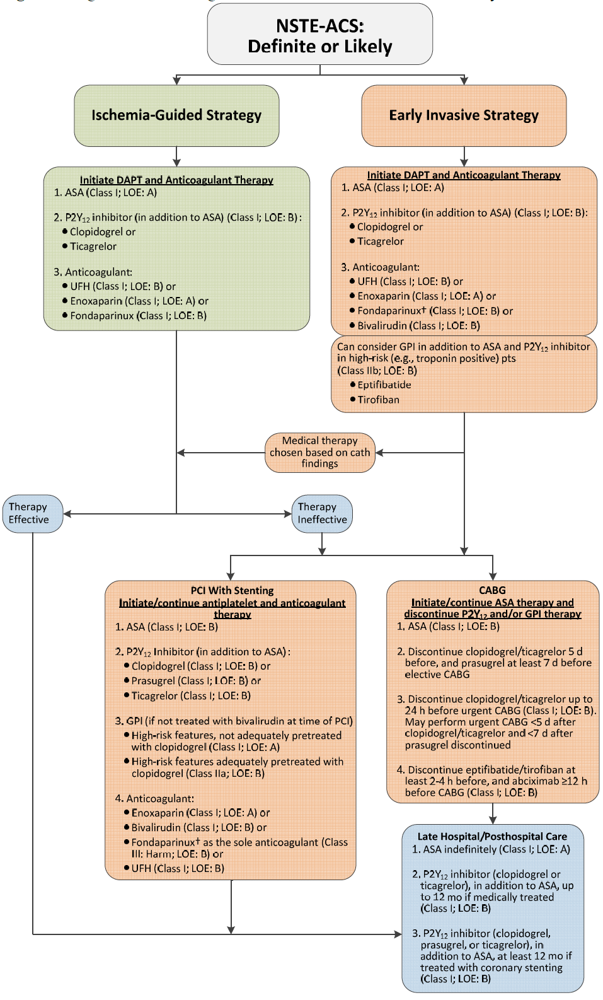 NSTE-ACS:
Definite or Likely
Ischemia-Guided Strategy
Early Invasive Strategy
Initiate DAPT and Anticoagulant Therapy
1. ASA (Class I; LOE: A)
2. P2Y₁₂ inhibitor (in addition to ASA) (Class I; LOE: B):
● Clopidogrel or
● Ticagrelor
3. Anticoagulant:
● UFH (Class I; LOE: B) or
● Enoxaparin (Class I; LOE: A) or
● Fondaparinux (Class I; LOE: B)
Initiate DAPT and Anticoagulant Therapy
1. ASA (Class I; LOE: A)
2. P2Y₁₂ inhibitor (in addition to ASA) (Class I; LOE: B):
● Clopidogrel or
● Ticagrelor
3. Anticoagulant:
● UFH (Class I; LOE: B) or
● Enoxaparin (Class I; LOE: A) or
● Fondaparinux† (Class I; LOE: B) or
● Bivalirudin (Class I; LOE: B)
Can consider GPI in addition to ASA and P2Y₁₂ inhibitor
in high-risk (e.g., troponin positive) pts
(Class IIb; LOE: B)
● Eptifibatide
● Tirofiban
Medical therapy
chosen based on cath
findings
Therapy
Effective
Therapy
Ineffective
PCI With Stenting
Initiate/continue antiplatelet and anticoagulant
therapy
1. ASA (Class I; LOE: B)
2. P2Y₁₂ Inhibitor (in addition to ASA):
● Clopidogrel (Class I; LOE: B) or
● Prasugrel (Class I; LOE: B) or
● Ticagrelor (Class I; LOE: B)
3. GPI (if not treated with bivalirudin at time of PCI)
● High-risk features, not adequately pretreated
with clopidogrel (Class I; LOE: A)
● High-risk features adequately pretreated with
clopidogrel (Class IIa; LOE: B)
4. Anticoagulant:
● Enoxaparin (Class I; LOE: A) or
● Bivalirudin (Class I; LOE: B) or
● Fondaparinux† as the sole anticoagulant (Class
III: Harm; LOE: B) or
● UFH (Class I; LOE: B)
CABG
Initiate/continue ASA therapy and
discontinue P2Y₁₂ and/or GPI therapy
1. ASA (Class I; LOE: B)
2. Discontinue clopidogrel/ticagrelor 5 d
before, and prasugrel at least 7 d before
elective CABG
3. Discontinue clopidogrel/ticagrelor up to
24 h before urgent CABG (Class I; LOE: B).
May perform urgent CABG <5 d after
clopidogrel/ticagrelor and <7 d after
prasugrel discontinued
4. Discontinue eptifibatide/tirofiban at
least 2-4 h before, and abciximab ≥12 h
before CABG (Class I; LOE: B)
Late Hospital/Posthospital Care
1. ASA indefinitely (Class I; LOE: A)
2. P2Y₁₂ inhibitor (clopidogrel or
ticagrelor), in addition to ASA, up
to 12 mo if medically treated
(Class I; LOE: B)
3. P2Y₁₂ inhibitor (clopidogrel,
prasugrel, or ticagrelor), in
addition to ASA, at least 12 mo if
treated with coronary stenting
(Class I; LOE: B)